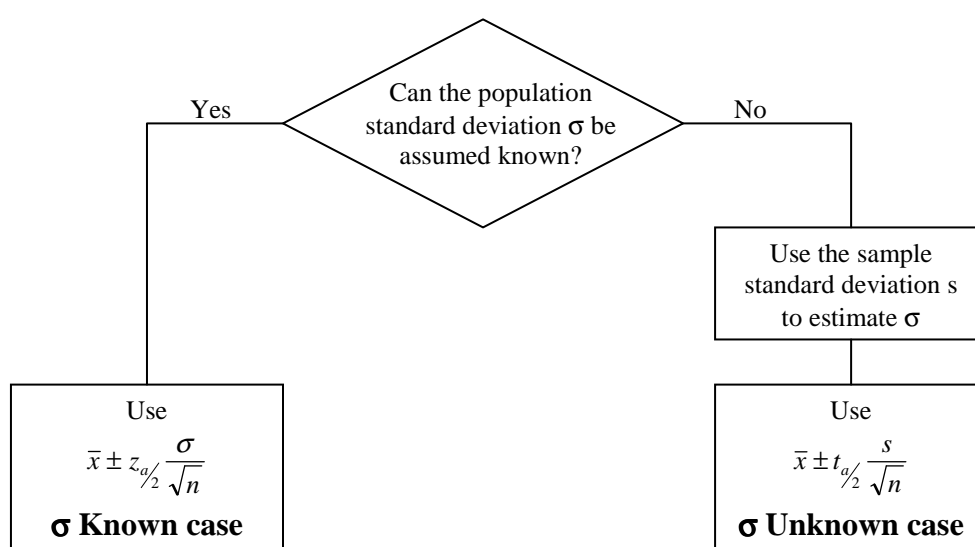 Can the population
standard deviation σ be
assumed known?
Yes
No
Use the sample
standard deviation s
to estimate σ
Use
x̄ ± z_{a/2} σ/√n
σ Known case
Use
x̄ ± t_{a/2} s/√n
σ Unknown case